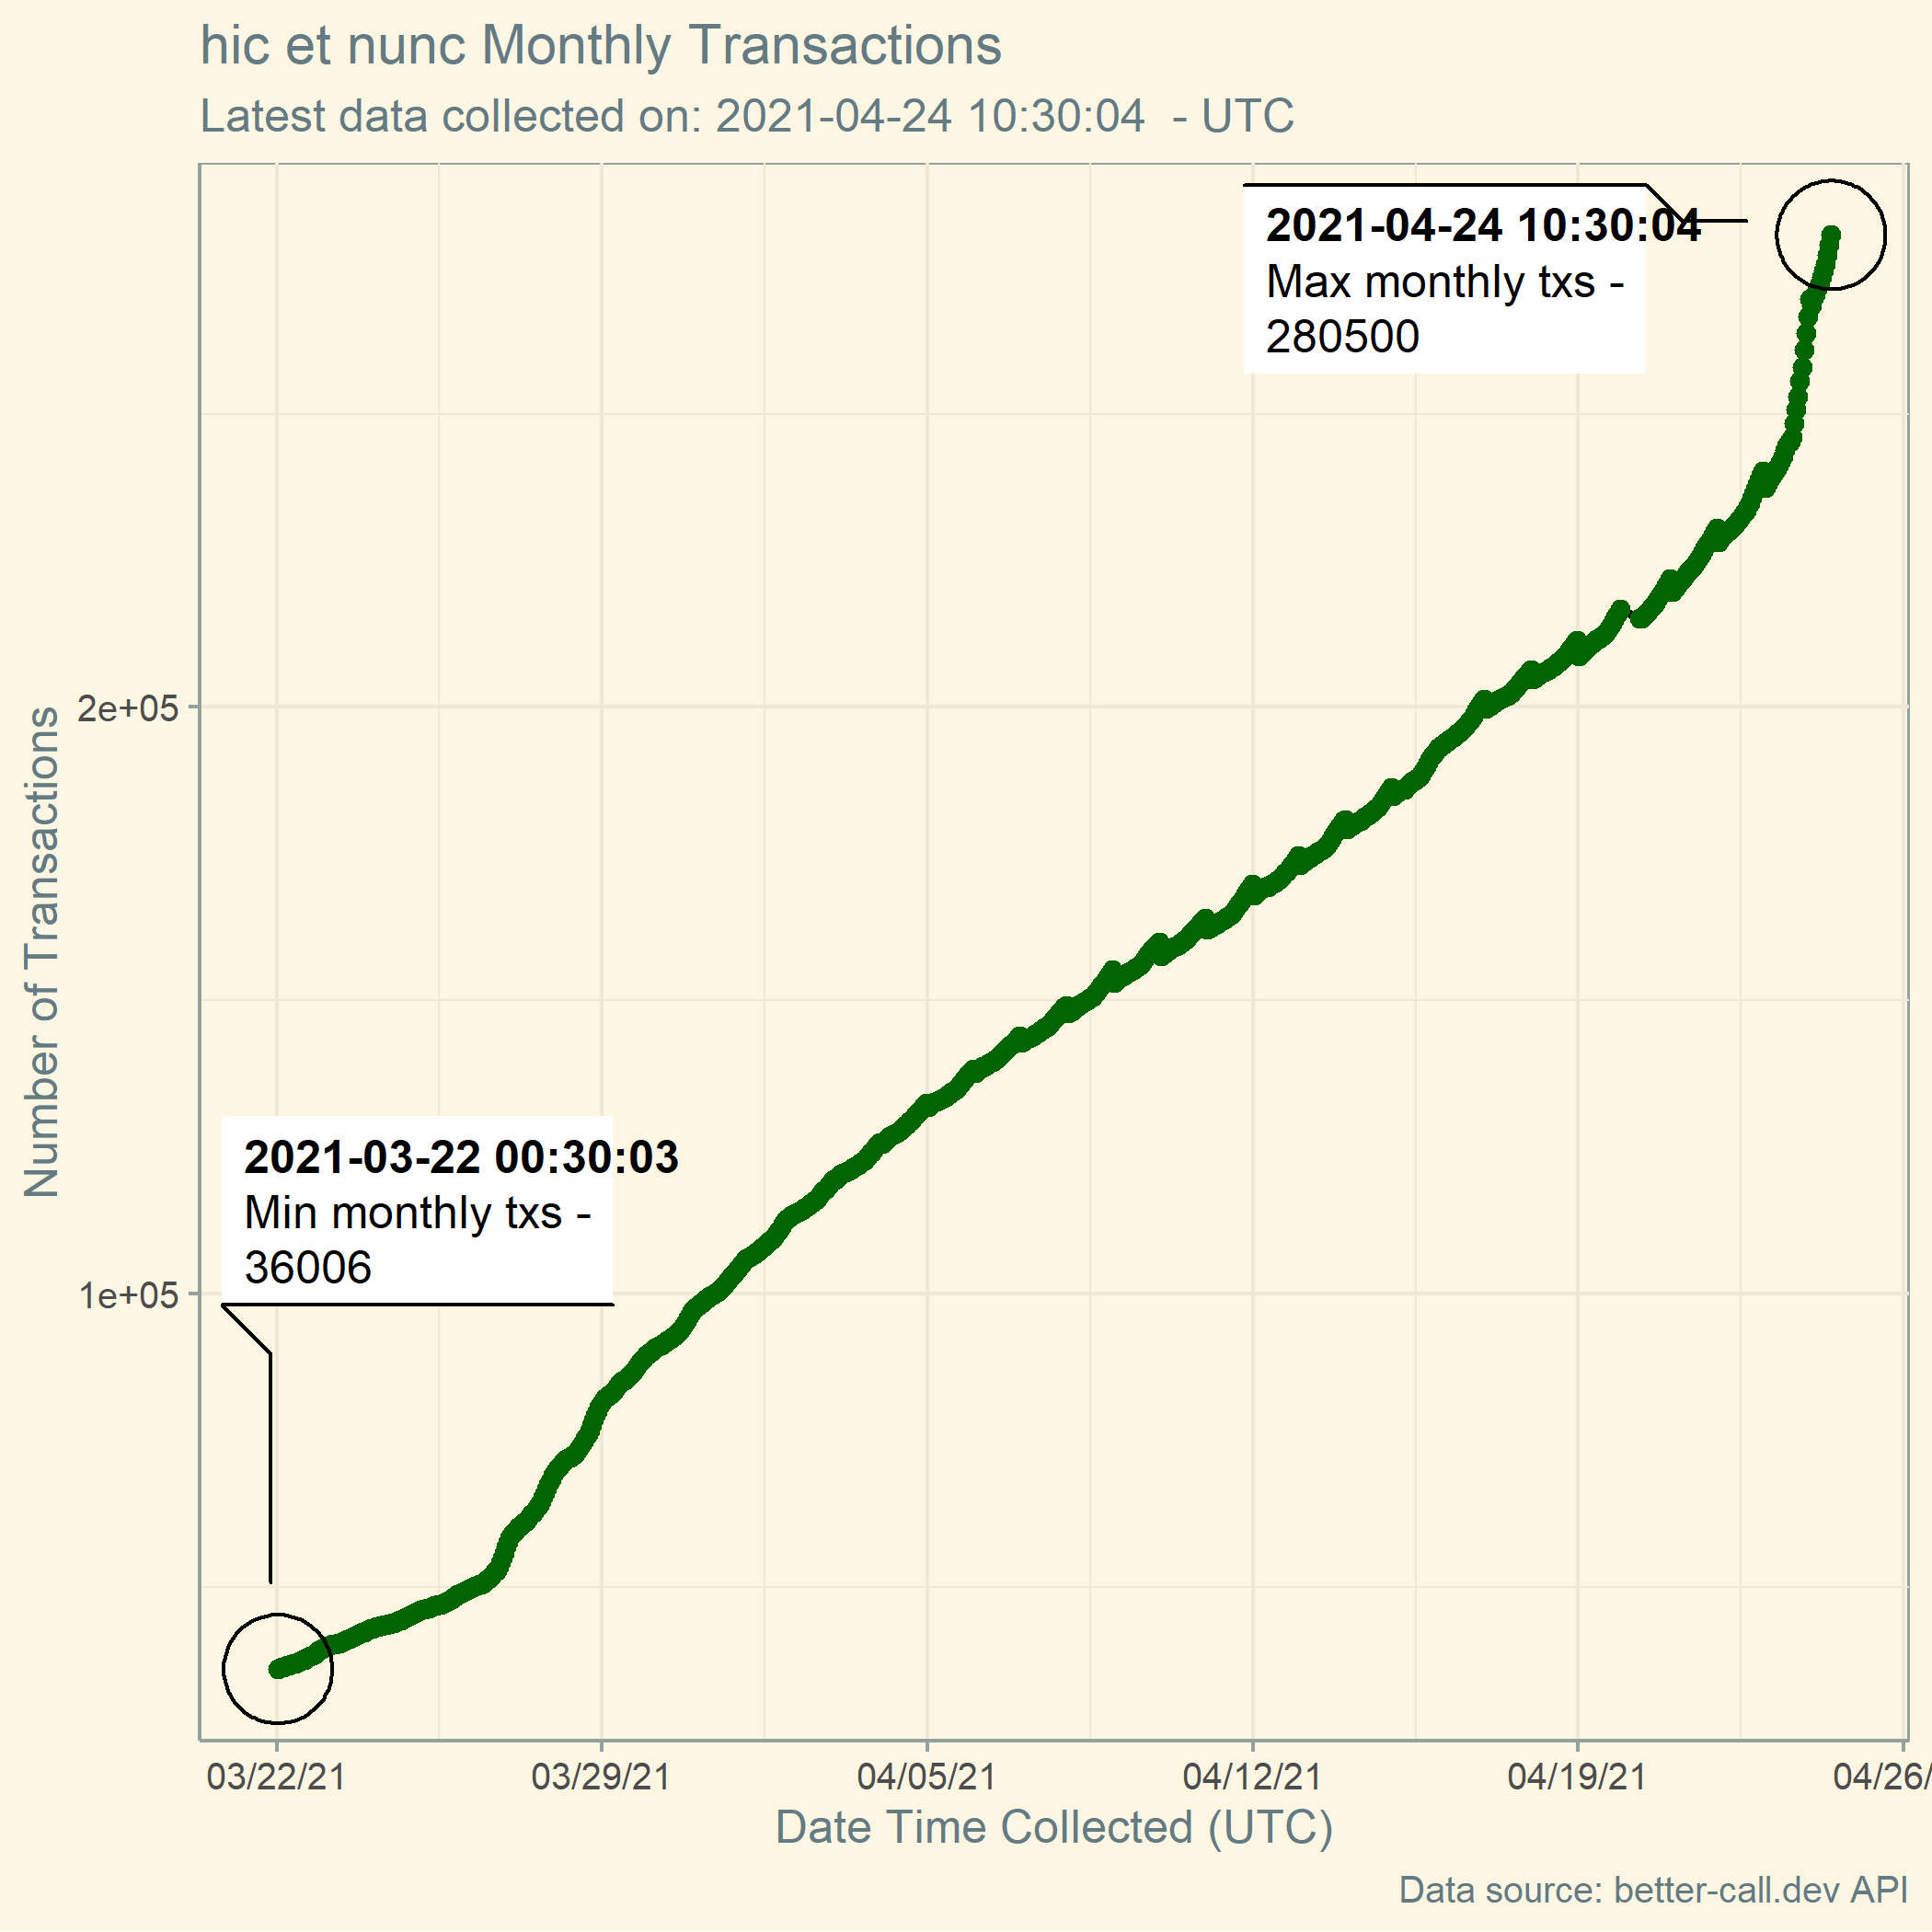 hic et nunc Monthly Transactions
Latest data collected on: 2021-04-24 10:30:04  - UTC
2021-04-24 10:30:04
Max monthly txs -
280500
Number of Transactions
2e+05
1e+05
2021-03-22 00:30:03
Min monthly txs -
36006
03/22/21 03/29/21 04/05/21 04/12/21 04/19/21 04/26/
Date Time Collected (UTC)
Data source: better-call.dev API